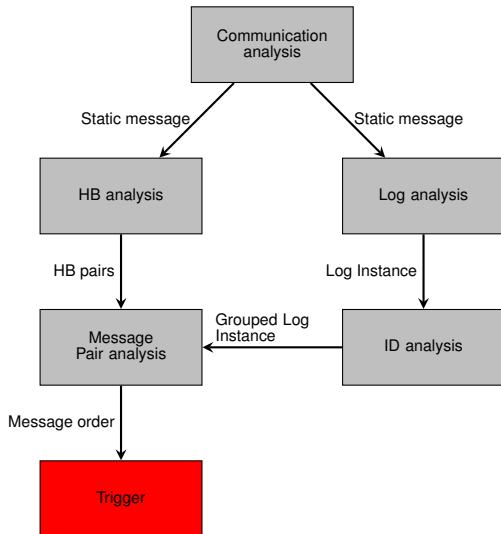 Communication
analysis
Static message
Static message
HB analysis
Log analysis
HB pairs
Log Instance
Message
Pair analysis
Grouped Log
Instance
ID analysis
Message order
Trigger